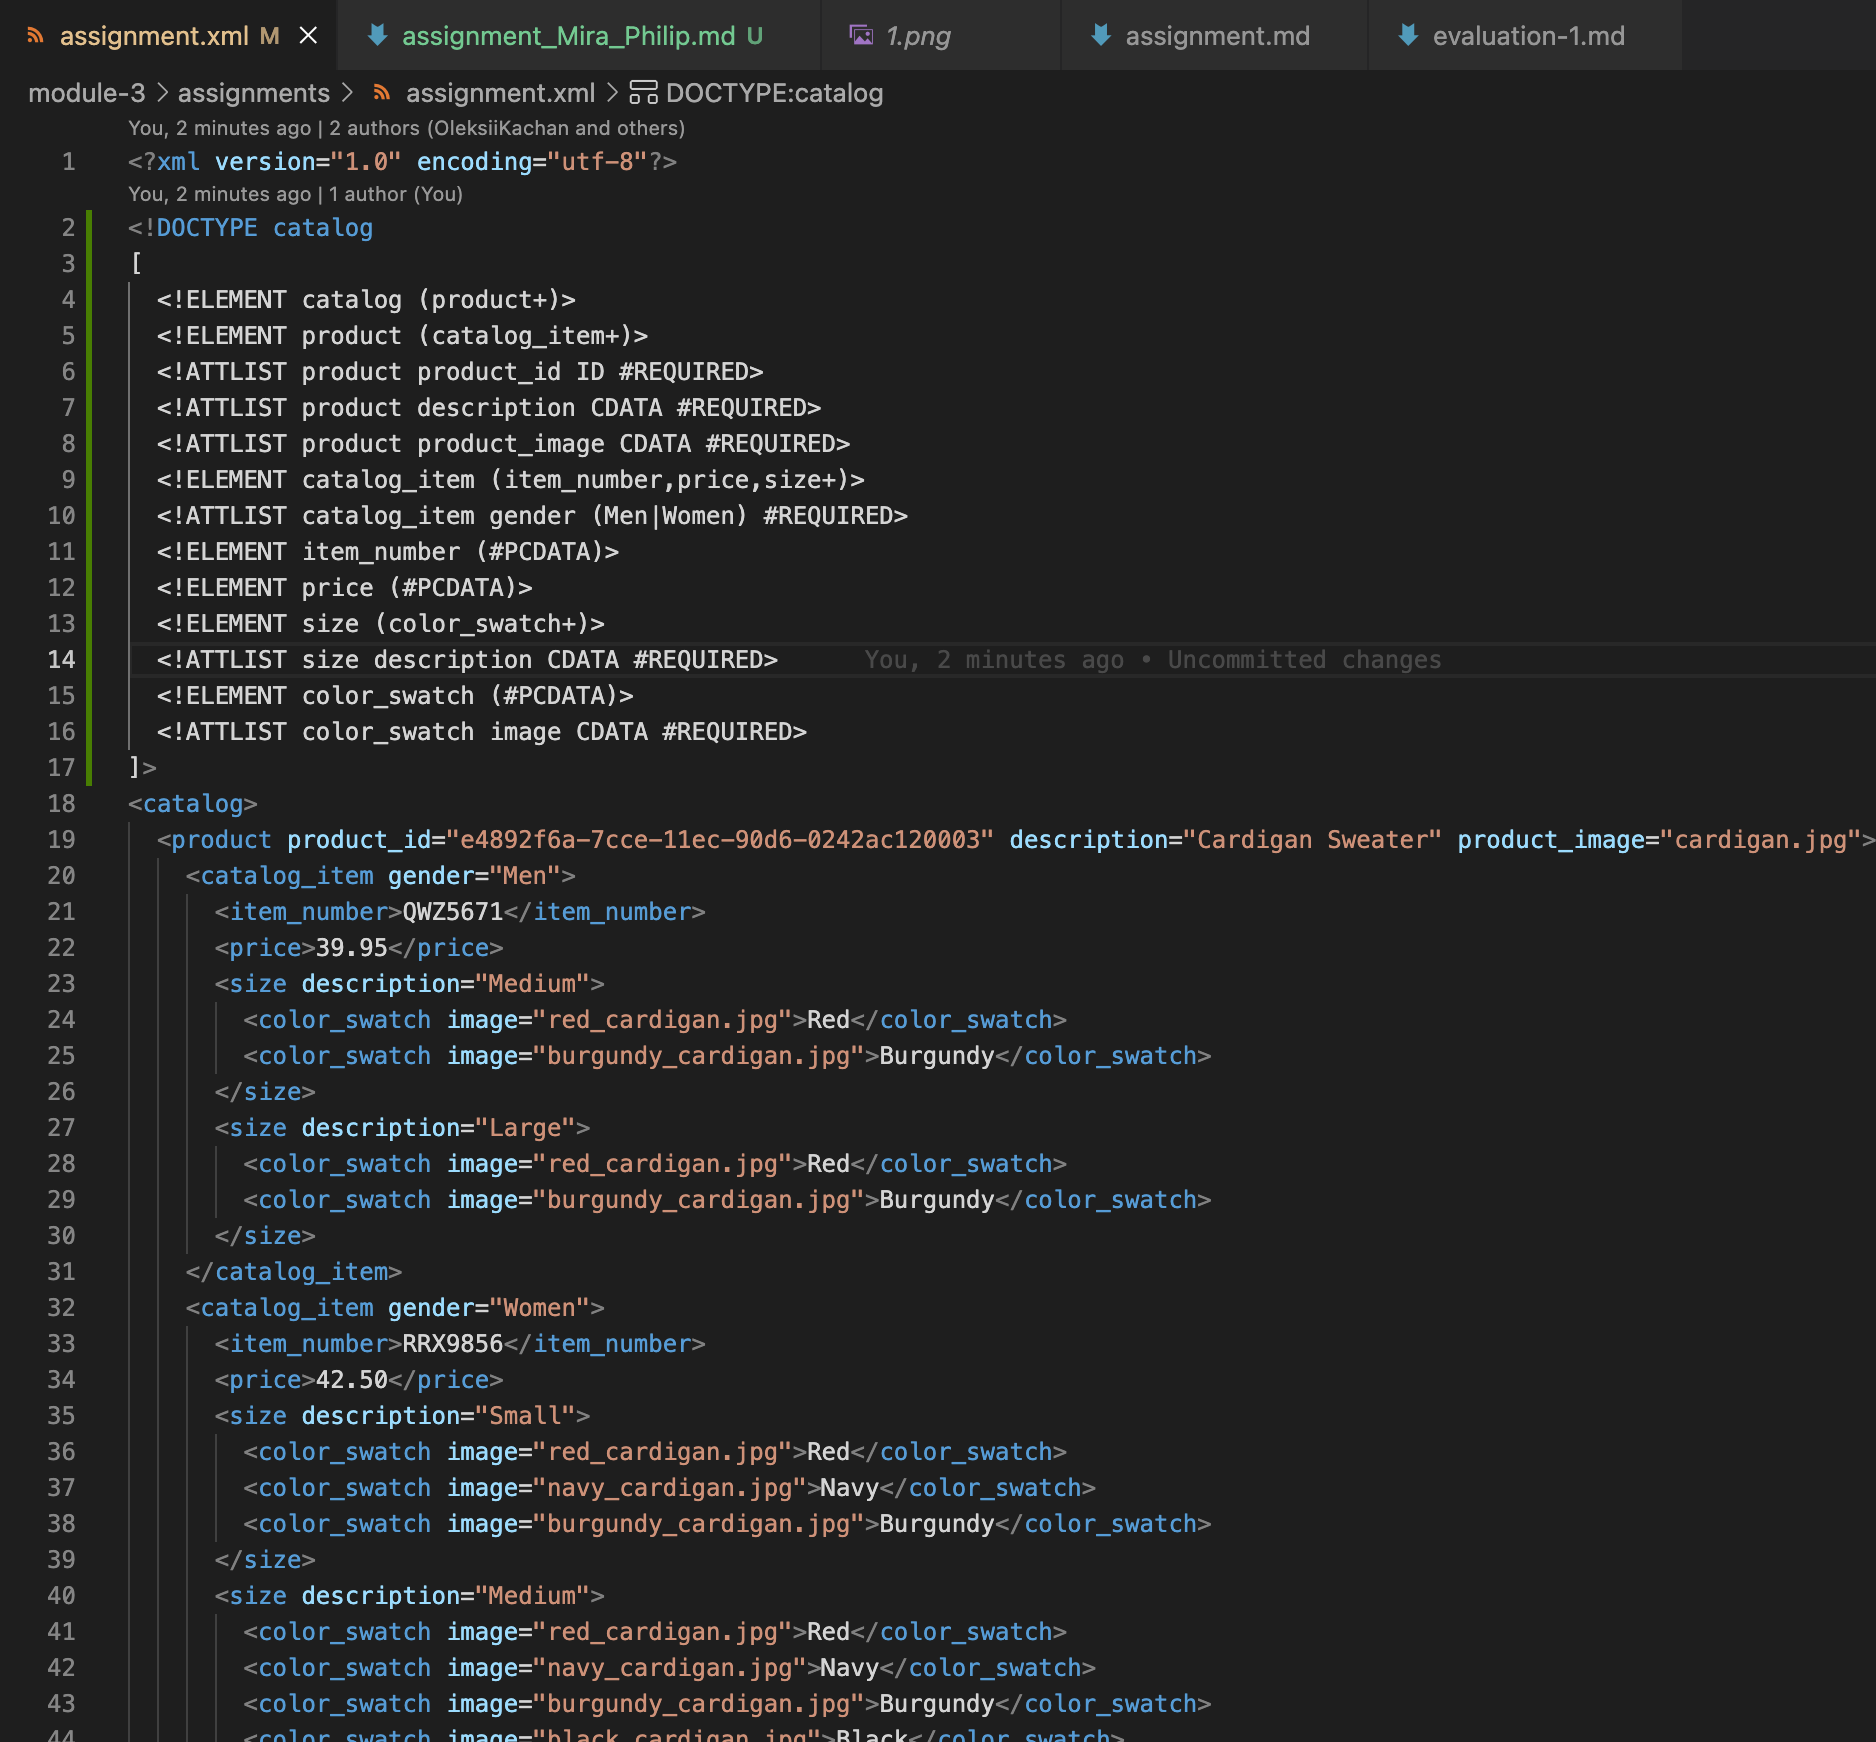 assignment.xml M assignment_Mira_Philip.md U 1.png assignment.md evaluation-1.md
module-3 > assignments > assignment.xml > DOCTYPE:catalog
You, 2 minutes ago | 2 authors (OleksiiKachan and others)
1 <?xml version="1.0" encoding="utf-8"?>
You, 2 minutes ago | 1 author (You)
2 <!DOCTYPE catalog
3 [
4 <!ELEMENT catalog (product+)>
5 <!ELEMENT product (catalog_item+)>
6 <!ATTLIST product product_id ID #REQUIRED>
7 <!ATTLIST product description CDATA #REQUIRED>
8 <!ATTLIST product product_image CDATA #REQUIRED>
9 <!ELEMENT catalog_item (item_number,price,size+)>
10 <!ATTLIST catalog_item gender (Men|Women) #REQUIRED>
11 <!ELEMENT item_number (#PCDATA)>
12 <!ELEMENT price (#PCDATA)>
13 <!ELEMENT size (color_swatch+)>
14 <!ATTLIST size description CDATA #REQUIRED> You, 2 minutes ago • Uncommitted changes
15 <!ELEMENT color_swatch (#PCDATA)>
16 <!ATTLIST color_swatch image CDATA #REQUIRED>
17 ]>
18 <catalog>
19 <product product_id="e4892f6a-7cce-11ec-90d6-0242ac120003" description="Cardigan Sweater" product_image="cardigan.jpg">
20 <catalog_item gender="Men">
21 <item_number>QWZ5671</item_number>
22 <price>39.95</price>
23 <size description="Medium">
24 <color_swatch image="red_cardigan.jpg">Red</color_swatch>
25 <color_swatch image="burgundy_cardigan.jpg">Burgundy</color_swatch>
26 </size>
27 <size description="Large">
28 <color_swatch image="red_cardigan.jpg">Red</color_swatch>
29 <color_swatch image="burgundy_cardigan.jpg">Burgundy</color_swatch>
30 </size>
31 </catalog_item>
32 <catalog_item gender="Women">
33 <item_number>RRX9856</item_number>
34 <price>42.50</price>
35 <size description="Small">
36 <color_swatch image="red_cardigan.jpg">Red</color_swatch>
37 <color_swatch image="navy_cardigan.jpg">Navy</color_swatch>
38 <color_swatch image="burgundy_cardigan.jpg">Burgundy</color_swatch>
39 </size>
40 <size description="Medium">
41 <color_swatch image="red_cardigan.jpg">Red</color_swatch>
42 <color_swatch image="navy_cardigan.jpg">Navy</color_swatch>
43 <color_swatch image="burgundy_cardigan.jpg">Burgundy</color_swatch>
44 <color_swatch image="black_cardigan.jpg">Black</color_swatch>